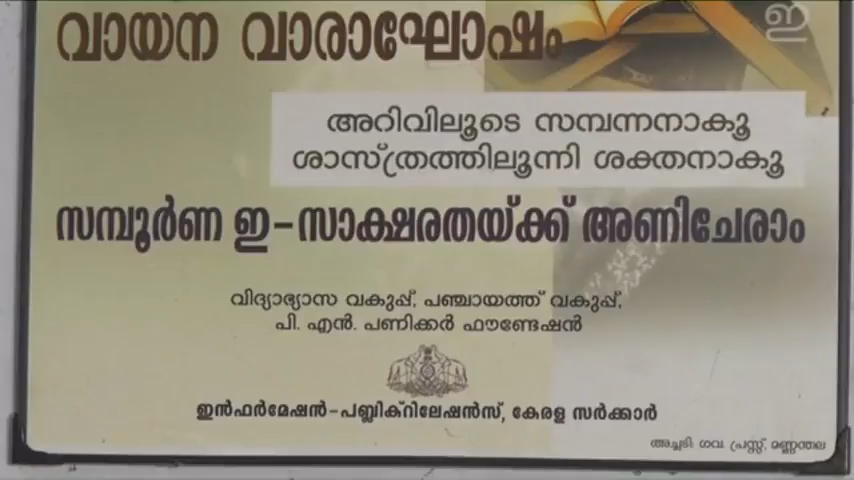 വായന വാരാഘോഷം
ഇ
അറിവിലൂടെ സമ്പന്നനാകൂ
ശാസ്ത്രത്തിലൂന്നി ശക്തനാകൂ
സമ്പൂർണ ഇ-സാക്ഷരതയ്ക്ക് അണിചേരാം
വിദ്യാഭ്യാസ വകുപ്പ്, പഞ്ചായത്ത് വകുപ്പ്,
പി. എൻ. പണിക്കർ ഫൗണ്ടേഷൻ
ഇൻഫർമേഷൻ-പബ്ലിക്റിലേഷൻസ്, കേരള സർക്കാർ
അച്ചടി: ഗവ. പ്രസ്സ്, മണ്ണന്തല